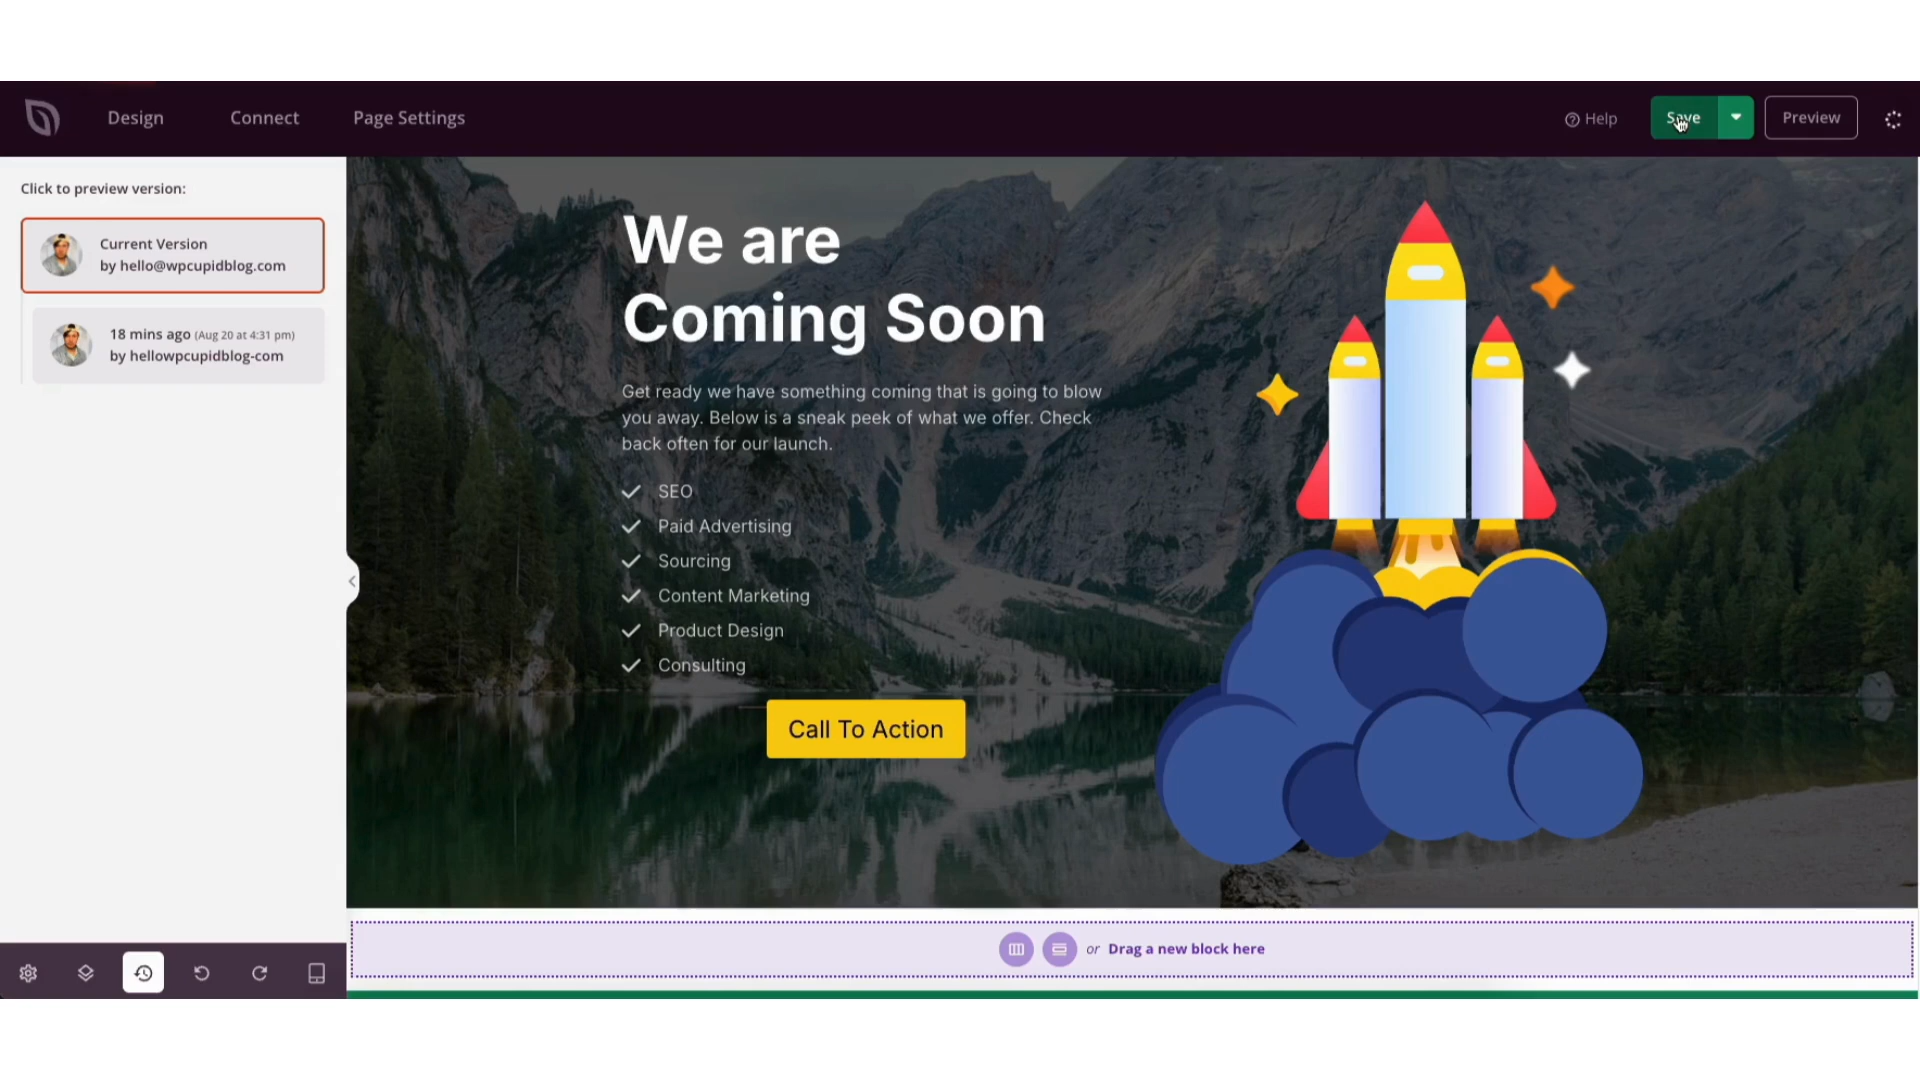 Design
Connect
Page Settings
Help
Save
Preview
Click to preview version:
Current Version
by hello@wpcupidblog.com
18 mins ago (Aug 20 at 4:31 pm)
by hellowpcupidblog-com
We are
Coming Soon
Get ready we have something coming that is going to blow
you away. Below is a sneak peek of what we offer. Check
back often for our launch.
SEO
Paid Advertising
Sourcing
Content Marketing
Product Design
Consulting
Call To Action
or Drag a new block here